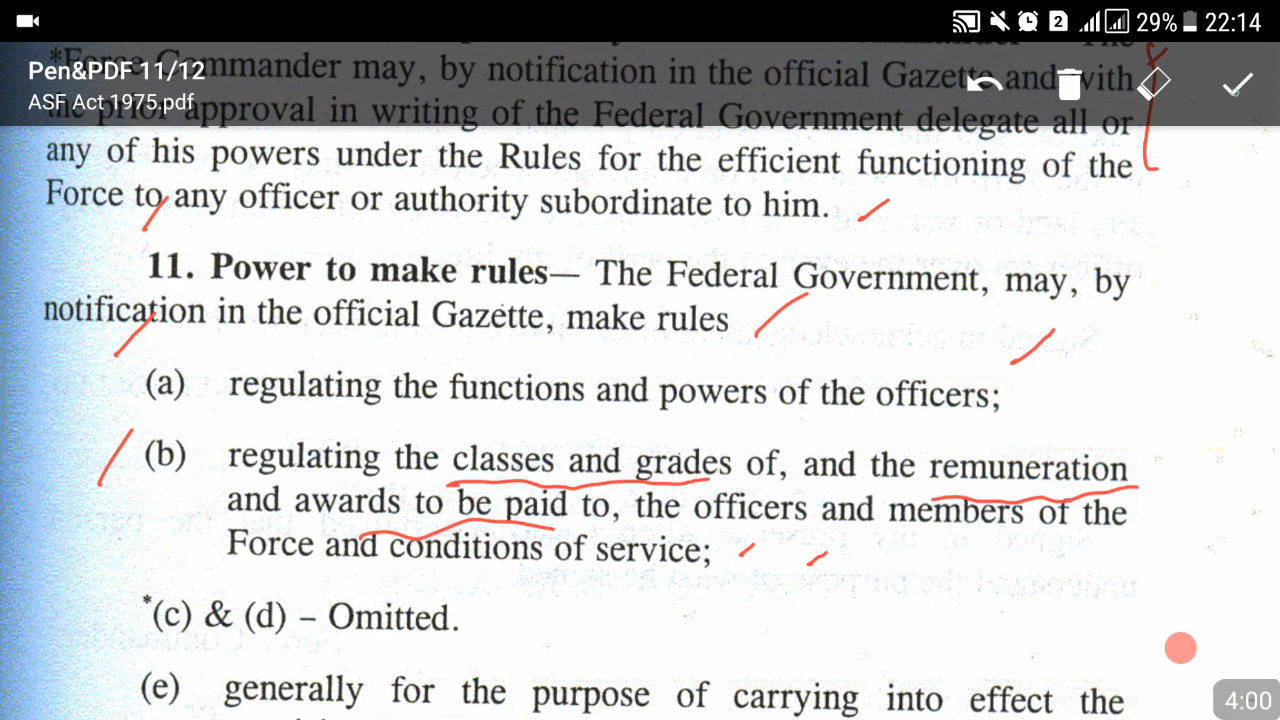 29% 22:14
2
Pen&PDF 11/12
ASF Act 1975.pdf
The
*Force Commander may, by notification in the official Gazette and with
the prior approval in writing of the Federal Government delegate all or
any of his powers under the Rules for the efficient functioning of the
Force to any officer or authority subordinate to him.
11. Power to make rules— The Federal Government, may, by
notification in the official Gazette, make rules
(a) regulating the functions and powers of the officers;
(b) regulating the classes and grades of, and the remuneration
and awards to be paid to, the officers and members of the
Force and conditions of service;
*(c) & (d) – Omitted.
(e) generally for the purpose of carrying into effect the
4:00